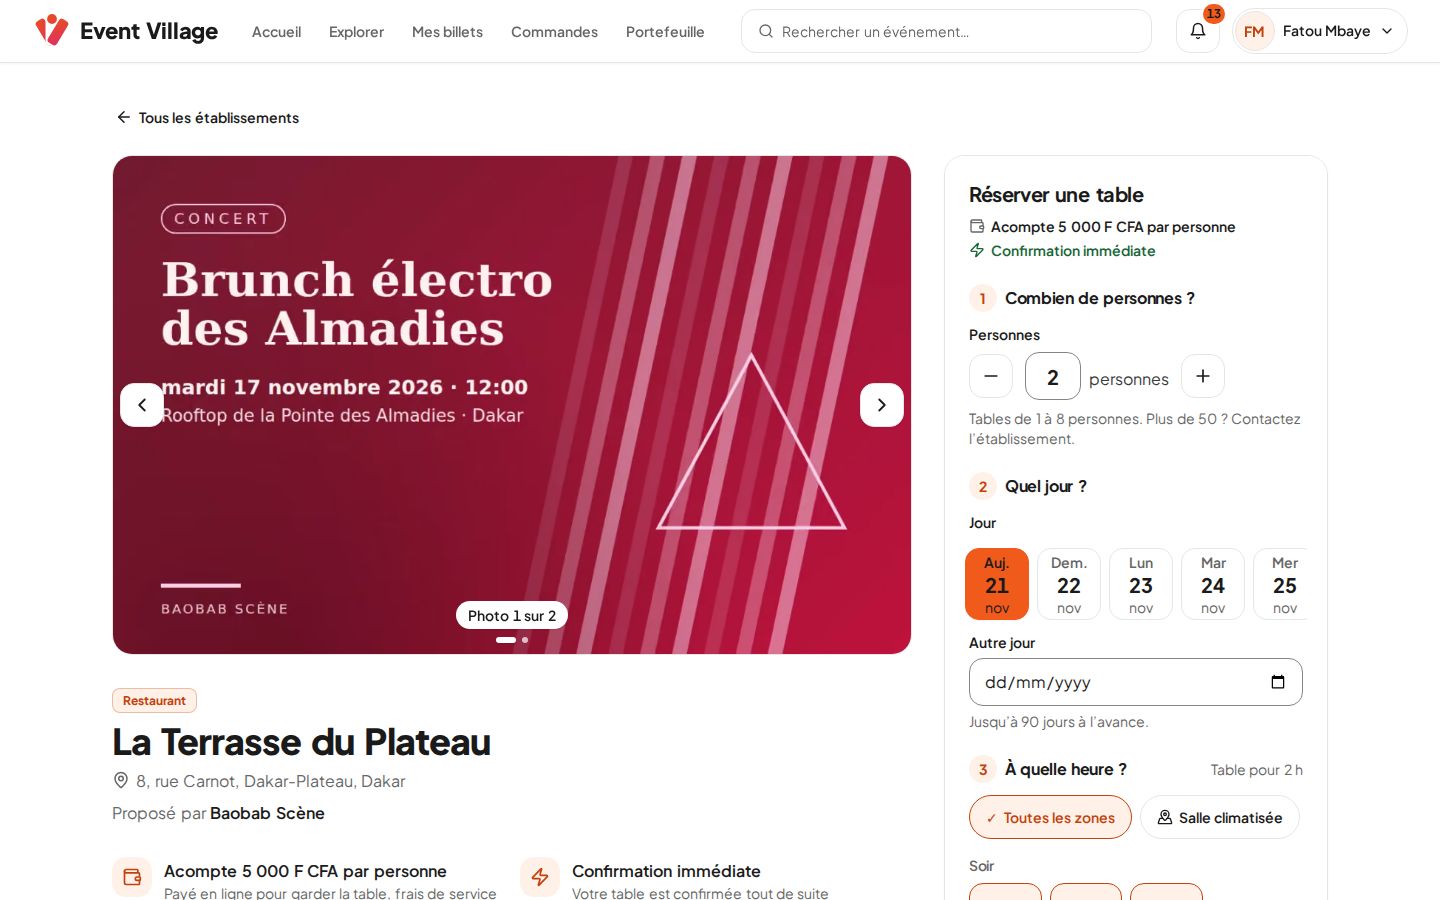 Event Village
Accueil
Explorer
Mes billets
Commandes
Portefeuille
Rechercher un événement…
13
FM
Fatou Mbaye
Tous les établissements
CONCERT
Brunch électro
des Almadies
mardi 17 novembre 2026 · 12:00
Rooftop de la Pointe des Almadies · Dakar
BAOBAB SCÈNE
Photo 1 sur 2
Restaurant
La Terrasse du Plateau
8, rue Carnot, Dakar-Plateau, Dakar
Proposé par Baobab Scène
Acompte 5 000 F CFA par personne
Payé en ligne pour garder la table, frais de service
Confirmation immédiate
Votre table est confirmée tout de suite
Réserver une table
Acompte 5 000 F CFA par personne
Confirmation immédiate
1 Combien de personnes ?
Personnes
2 personnes
Tables de 1 à 8 personnes. Plus de 50 ? Contactez
l'établissement.
2 Quel jour ?
Jour
Auj. 21 nov
Dem. 22 nov
Lun 23 nov
Mar 24 nov
Mer 25 nov
Autre jour
dd/mm/yyyy
Jusqu'à 90 jours à l'avance.
3 À quelle heure ?
Table pour 2 h
✓ Toutes les zones
Salle climatisée
Soir